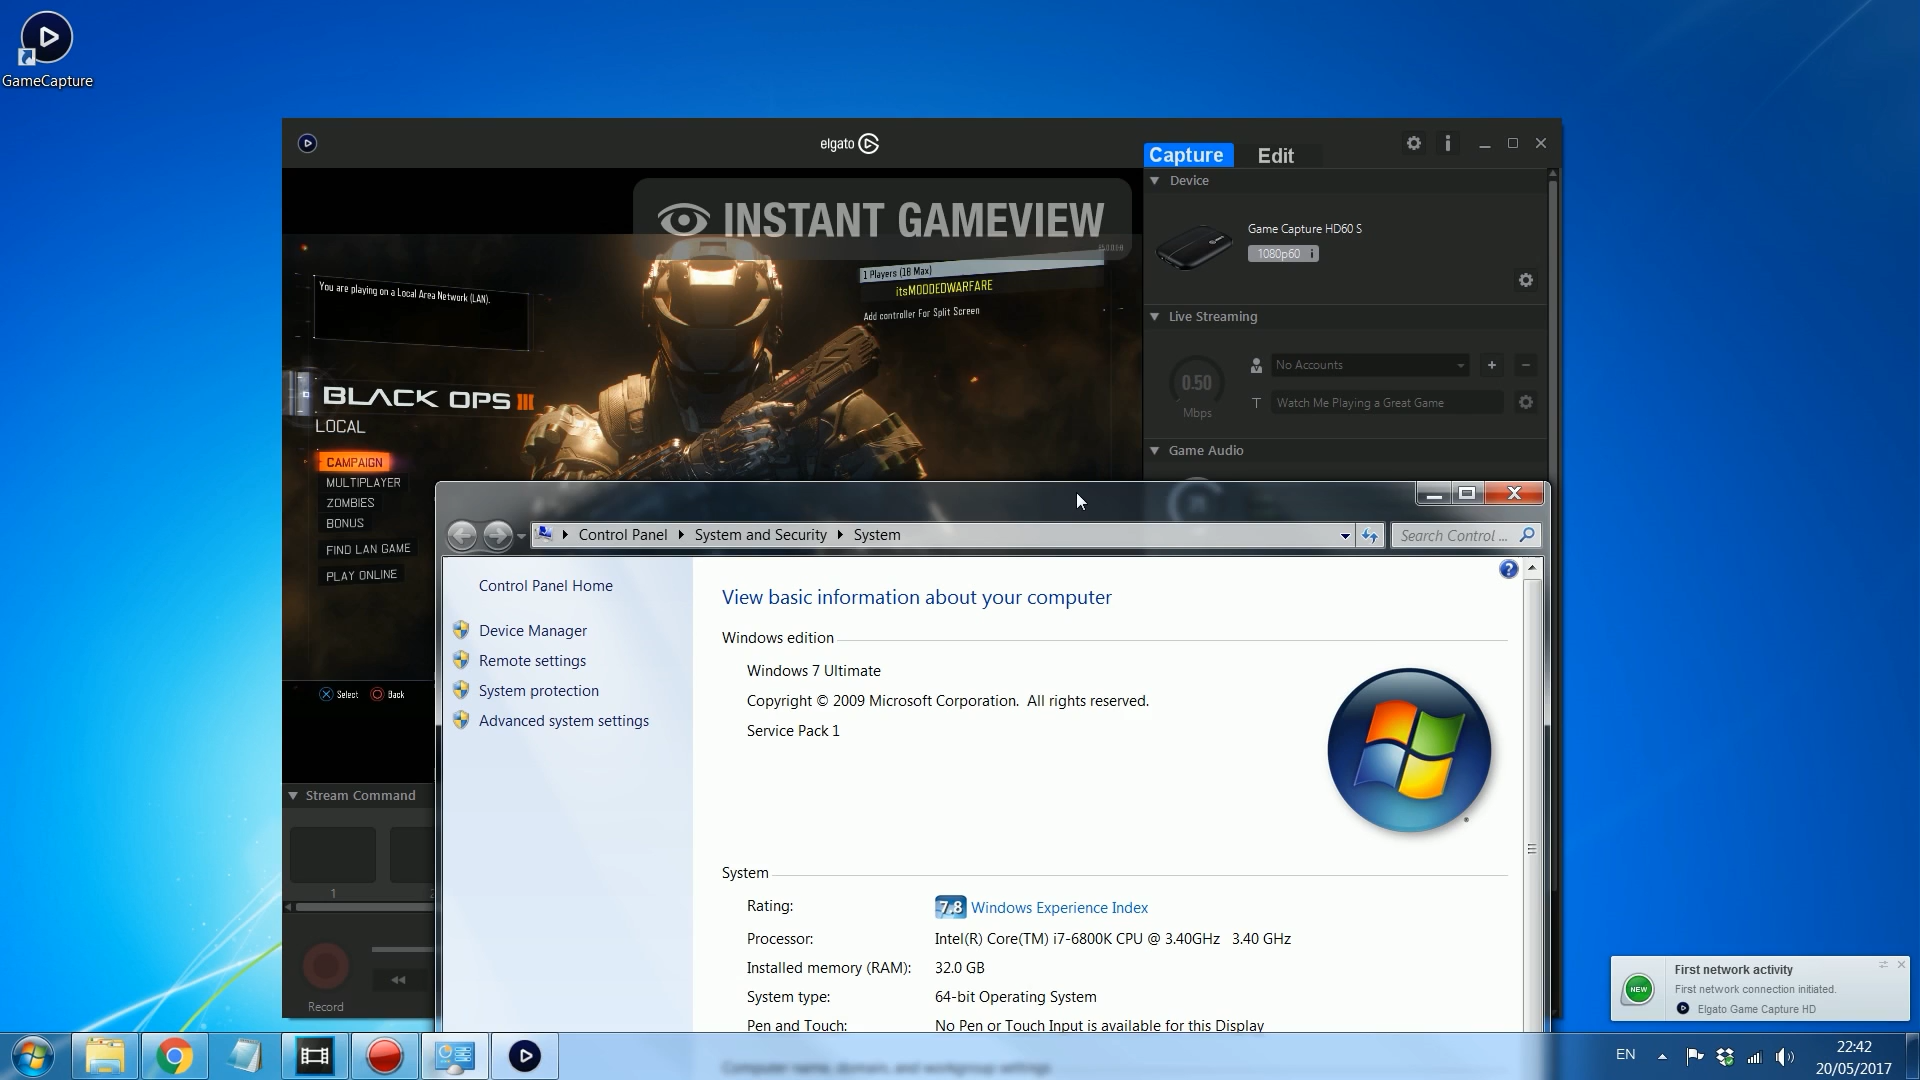 GameCapture
elgato
Capture
Edit
Device
INSTANT GAMEVIEW
Game Capture HD60 S
1080p60 i
1 Players (18 Max)
itsMODDEDWARFARE
Add controller For Split Screen
You are playing on a Local Area Network (LAN).
Live Streaming
No Accounts
0.50
Mbps
T
Watch Me Playing a Great Game
BLACK OPS III
LOCAL
Game Audio
CAMPAIGN
MULTIPLAYER
ZOMBIES
BONUS
FIND LAN GAME
PLAY ONLINE
Select
Back
Control Panel
System and Security
System
Search Control ...
Control Panel Home
Device Manager
Remote settings
System protection
Advanced system settings
View basic information about your computer
Windows edition
Windows 7 Ultimate
Copyright © 2009 Microsoft Corporation.  All rights reserved.
Service Pack 1
System
Rating:
7.8 Windows Experience Index
Processor:
Intel(R) Core(TM) i7-6800K CPU @ 3.40GHz   3.40 GHz
Installed memory (RAM):
32.0 GB
System type:
64-bit Operating System
Pen and Touch:
No Pen or Touch Input is available for this Display
Computer name, domain, and workgroup settings
Stream Command
1
2
Record
First network activity
NEW
First network connection initiated.
Elgato Game Capture HD
EN
22:42
20/05/2017